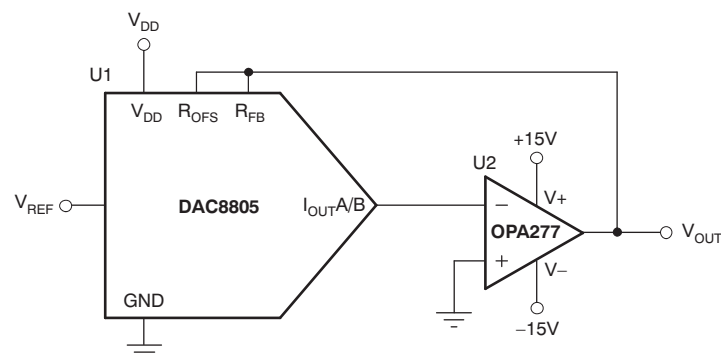 V_DD
U1
V_DD R_OFS R_FB
+15V
U2
V+
V_REF DAC8805 I_OUTA/B
−
OPA277 V_OUT
+
V−
GND
−15V